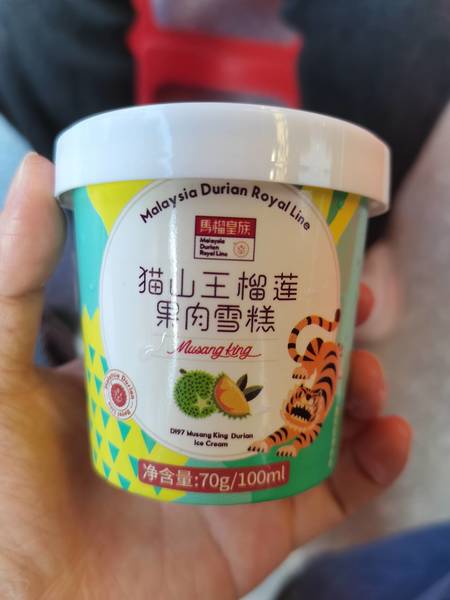 Malaysia Durian Royal Line
馬榴皇族
Malaysia
Durian
Royal Line
猫山王榴莲
果肉雪糕
Musang king
D197 Musang King Durian
Ice Cream
净含量:70g/100ml